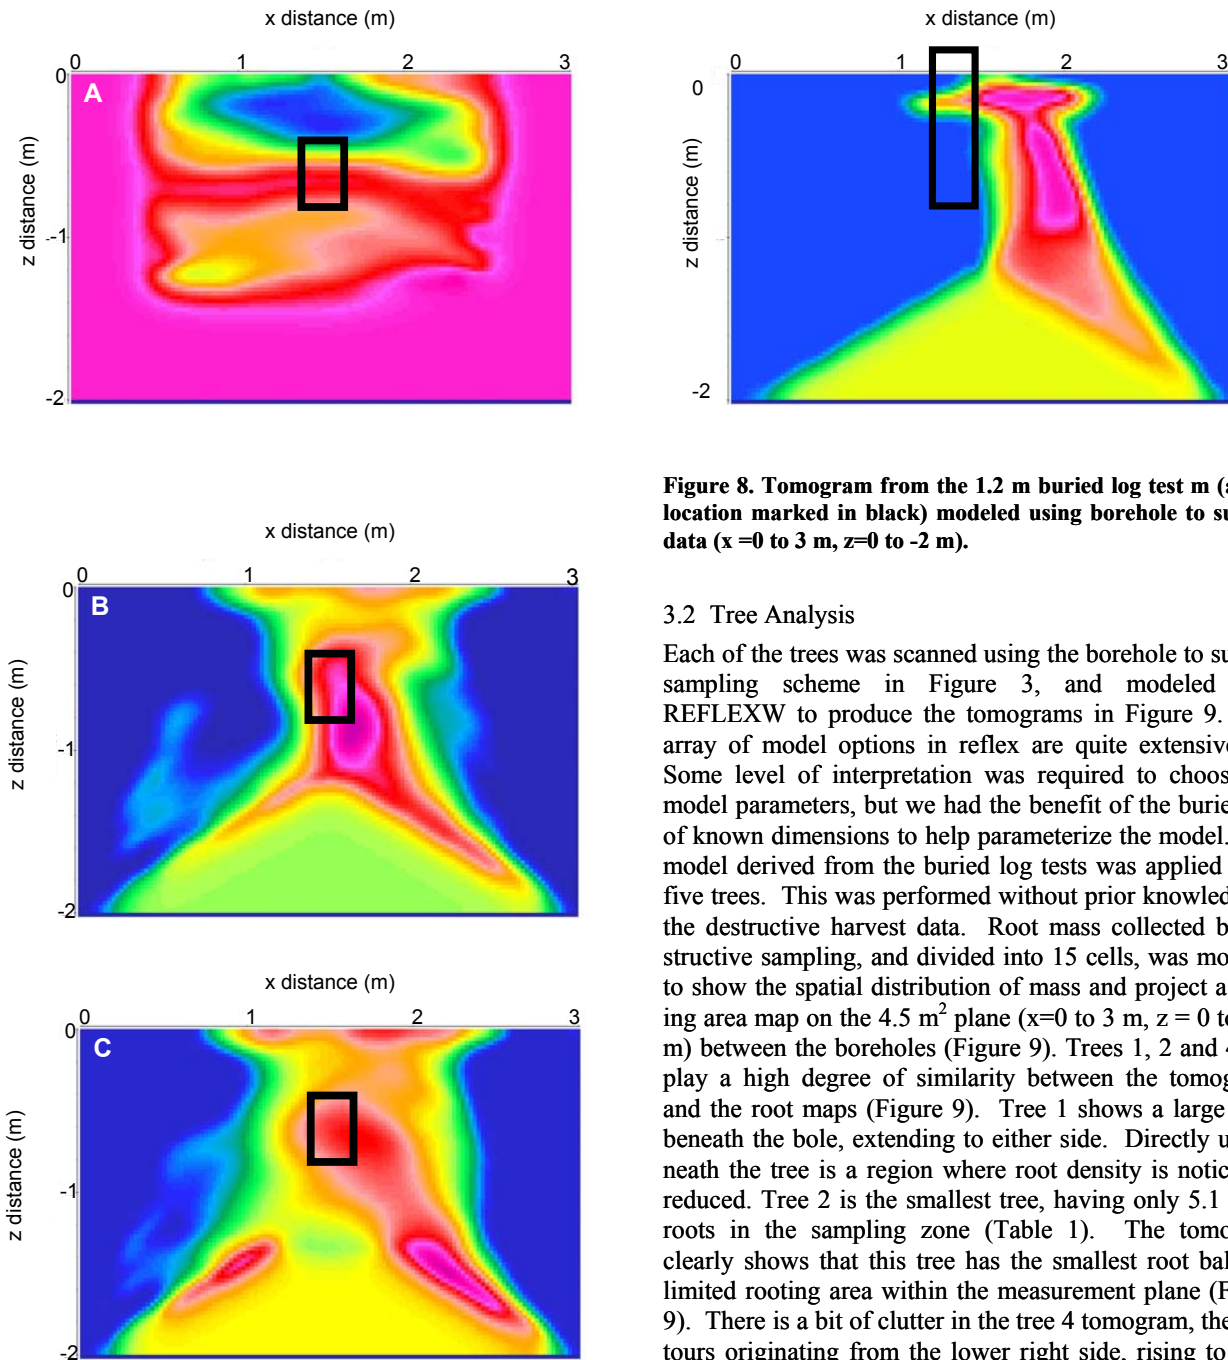 x distance (m)
0 1 2 3
0
A
z distance (m)
-1
-2
x distance (m)
0 1 2 3
0
B
z distance (m)
-1
-2
x distance (m)
0 1 2 3
0
C
z distance (m)
-1
-2
x distance (m)
0 1 2 3
0
z distance (m)
-2
Figure 8. Tomogram from the 1.2 m buried log test m (a
location marked in black) modeled using borehole to su
data (x =0 to 3 m, z=0 to -2 m).
3.2 Tree Analysis
Each of the trees was scanned using the borehole to su
sampling scheme in Figure 3, and modeled
REFLEXW to produce the tomograms in Figure 9.
array of model options in reflex are quite extensive
Some level of interpretation was required to choos
model parameters, but we had the benefit of the burie
of known dimensions to help parameterize the model.
model derived from the buried log tests was applied
five trees. This was performed without prior knowled
the destructive harvest data. Root mass collected b
structive sampling, and divided into 15 cells, was mo
to show the spatial distribution of mass and project a
ing area map on the 4.5 m² plane (x=0 to 3 m, z = 0 to
m) between the boreholes (Figure 9). Trees 1, 2 and 4
play a high degree of similarity between the tomog
and the root maps (Figure 9). Tree 1 shows a large
beneath the bole, extending to either side. Directly u
neath the tree is a region where root density is notic
reduced. Tree 2 is the smallest tree, having only 5.1
roots in the sampling zone (Table 1). The tomo
clearly shows that this tree has the smallest root bal
limited rooting area within the measurement plane (F
9). There is a bit of clutter in the tree 4 tomogram, the
tours originating from the lower right side, rising to